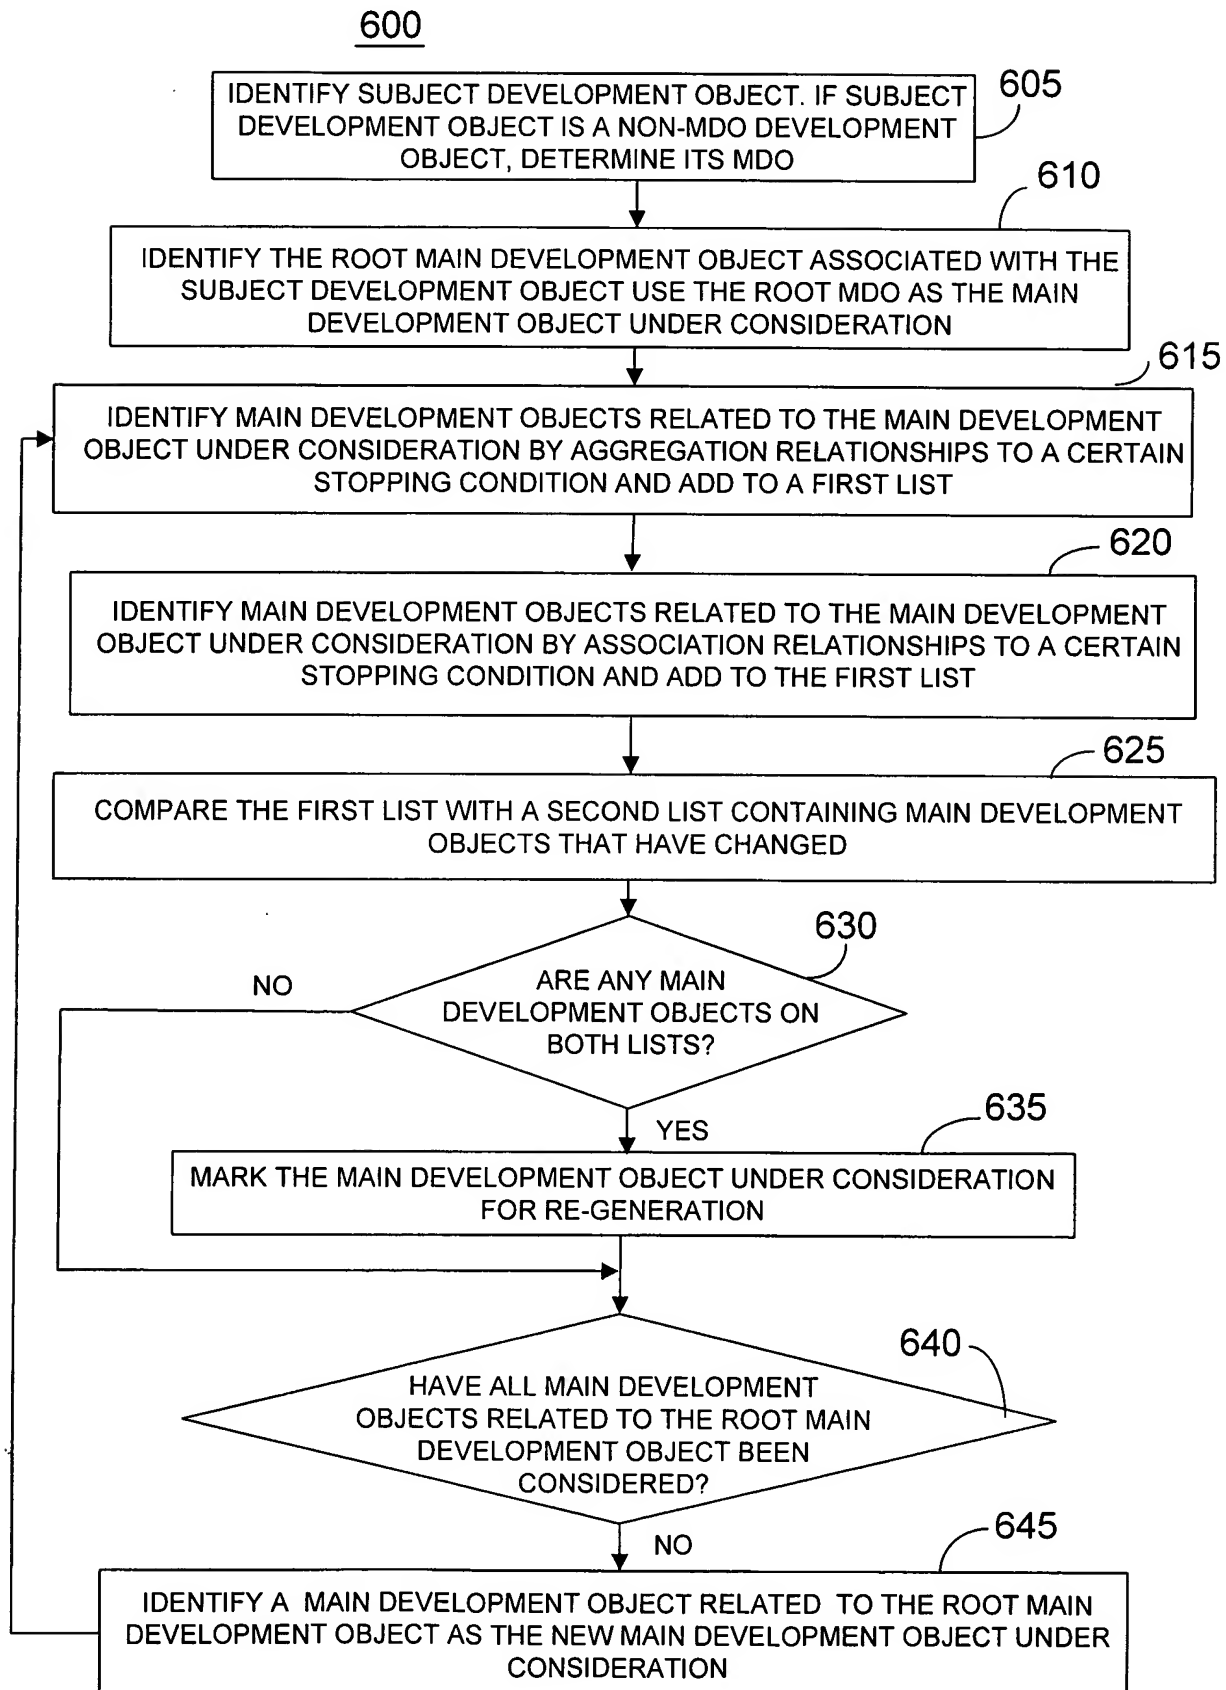 600
IDENTIFY SUBJECT DEVELOPMENT OBJECT. IF SUBJECT
DEVELOPMENT OBJECT IS A NON-MDO DEVELOPMENT
OBJECT, DETERMINE ITS MDO
605
610
IDENTIFY THE ROOT MAIN DEVELOPMENT OBJECT ASSOCIATED WITH THE
SUBJECT DEVELOPMENT OBJECT USE THE ROOT MDO AS THE MAIN
DEVELOPMENT OBJECT UNDER CONSIDERATION
615
IDENTIFY MAIN DEVELOPMENT OBJECTS RELATED TO THE MAIN DEVELOPMENT
OBJECT UNDER CONSIDERATION BY AGGREGATION RELATIONSHIPS TO A CERTAIN
STOPPING CONDITION AND ADD TO A FIRST LIST
620
IDENTIFY MAIN DEVELOPMENT OBJECTS RELATED TO THE MAIN DEVELOPMENT
OBJECT UNDER CONSIDERATION BY ASSOCIATION RELATIONSHIPS TO A CERTAIN
STOPPING CONDITION AND ADD TO THE FIRST LIST
625
COMPARE THE FIRST LIST WITH A SECOND LIST CONTAINING MAIN DEVELOPMENT
OBJECTS THAT HAVE CHANGED
630
NO
ARE ANY MAIN
DEVELOPMENT OBJECTS ON
BOTH LISTS?
YES
635
MARK THE MAIN DEVELOPMENT OBJECT UNDER CONSIDERATION
FOR RE-GENERATION
640
HAVE ALL MAIN DEVELOPMENT
OBJECTS RELATED TO THE ROOT MAIN
DEVELOPMENT OBJECT BEEN
CONSIDERED?
NO
645
IDENTIFY A MAIN DEVELOPMENT OBJECT RELATED TO THE ROOT MAIN
DEVELOPMENT OBJECT AS THE NEW MAIN DEVELOPMENT OBJECT UNDER
CONSIDERATION